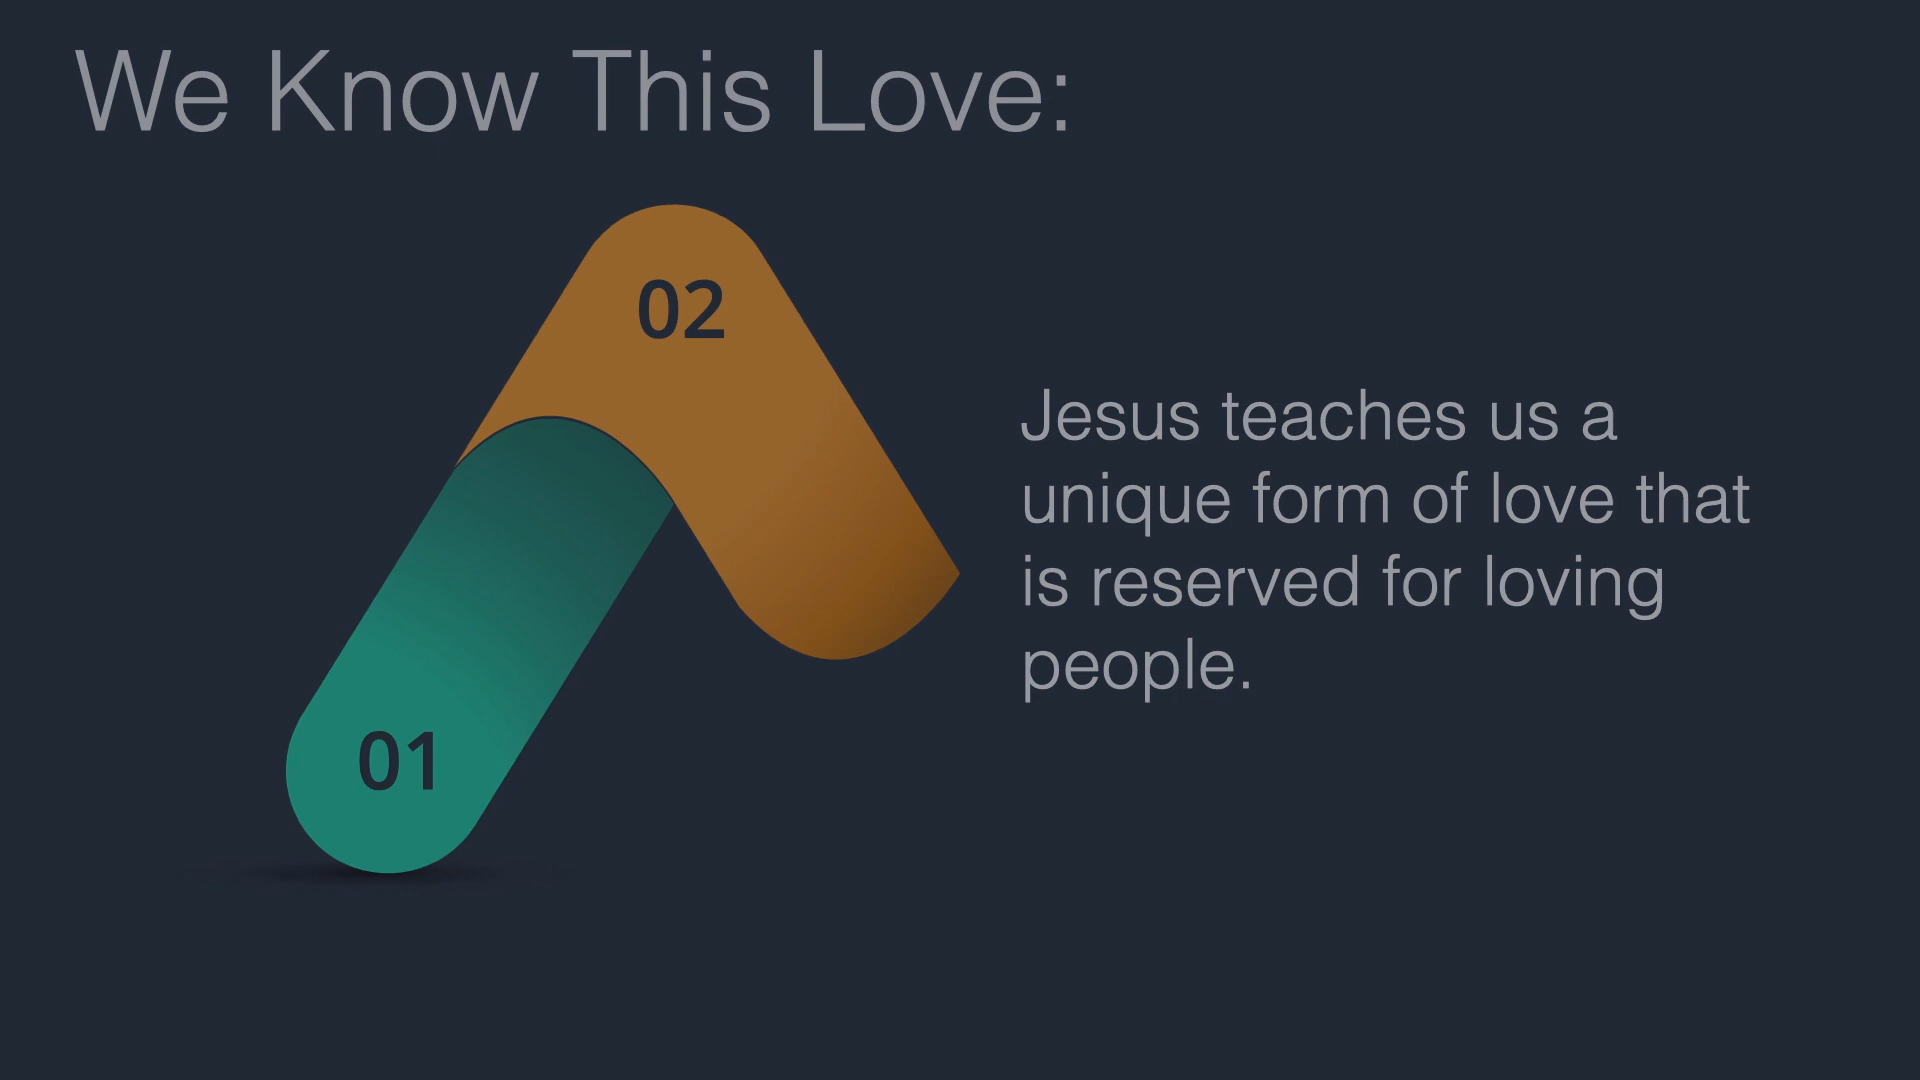 We Know This Love:
02
Jesus teaches us a
unique form of love that
is reserved for loving
people.
01